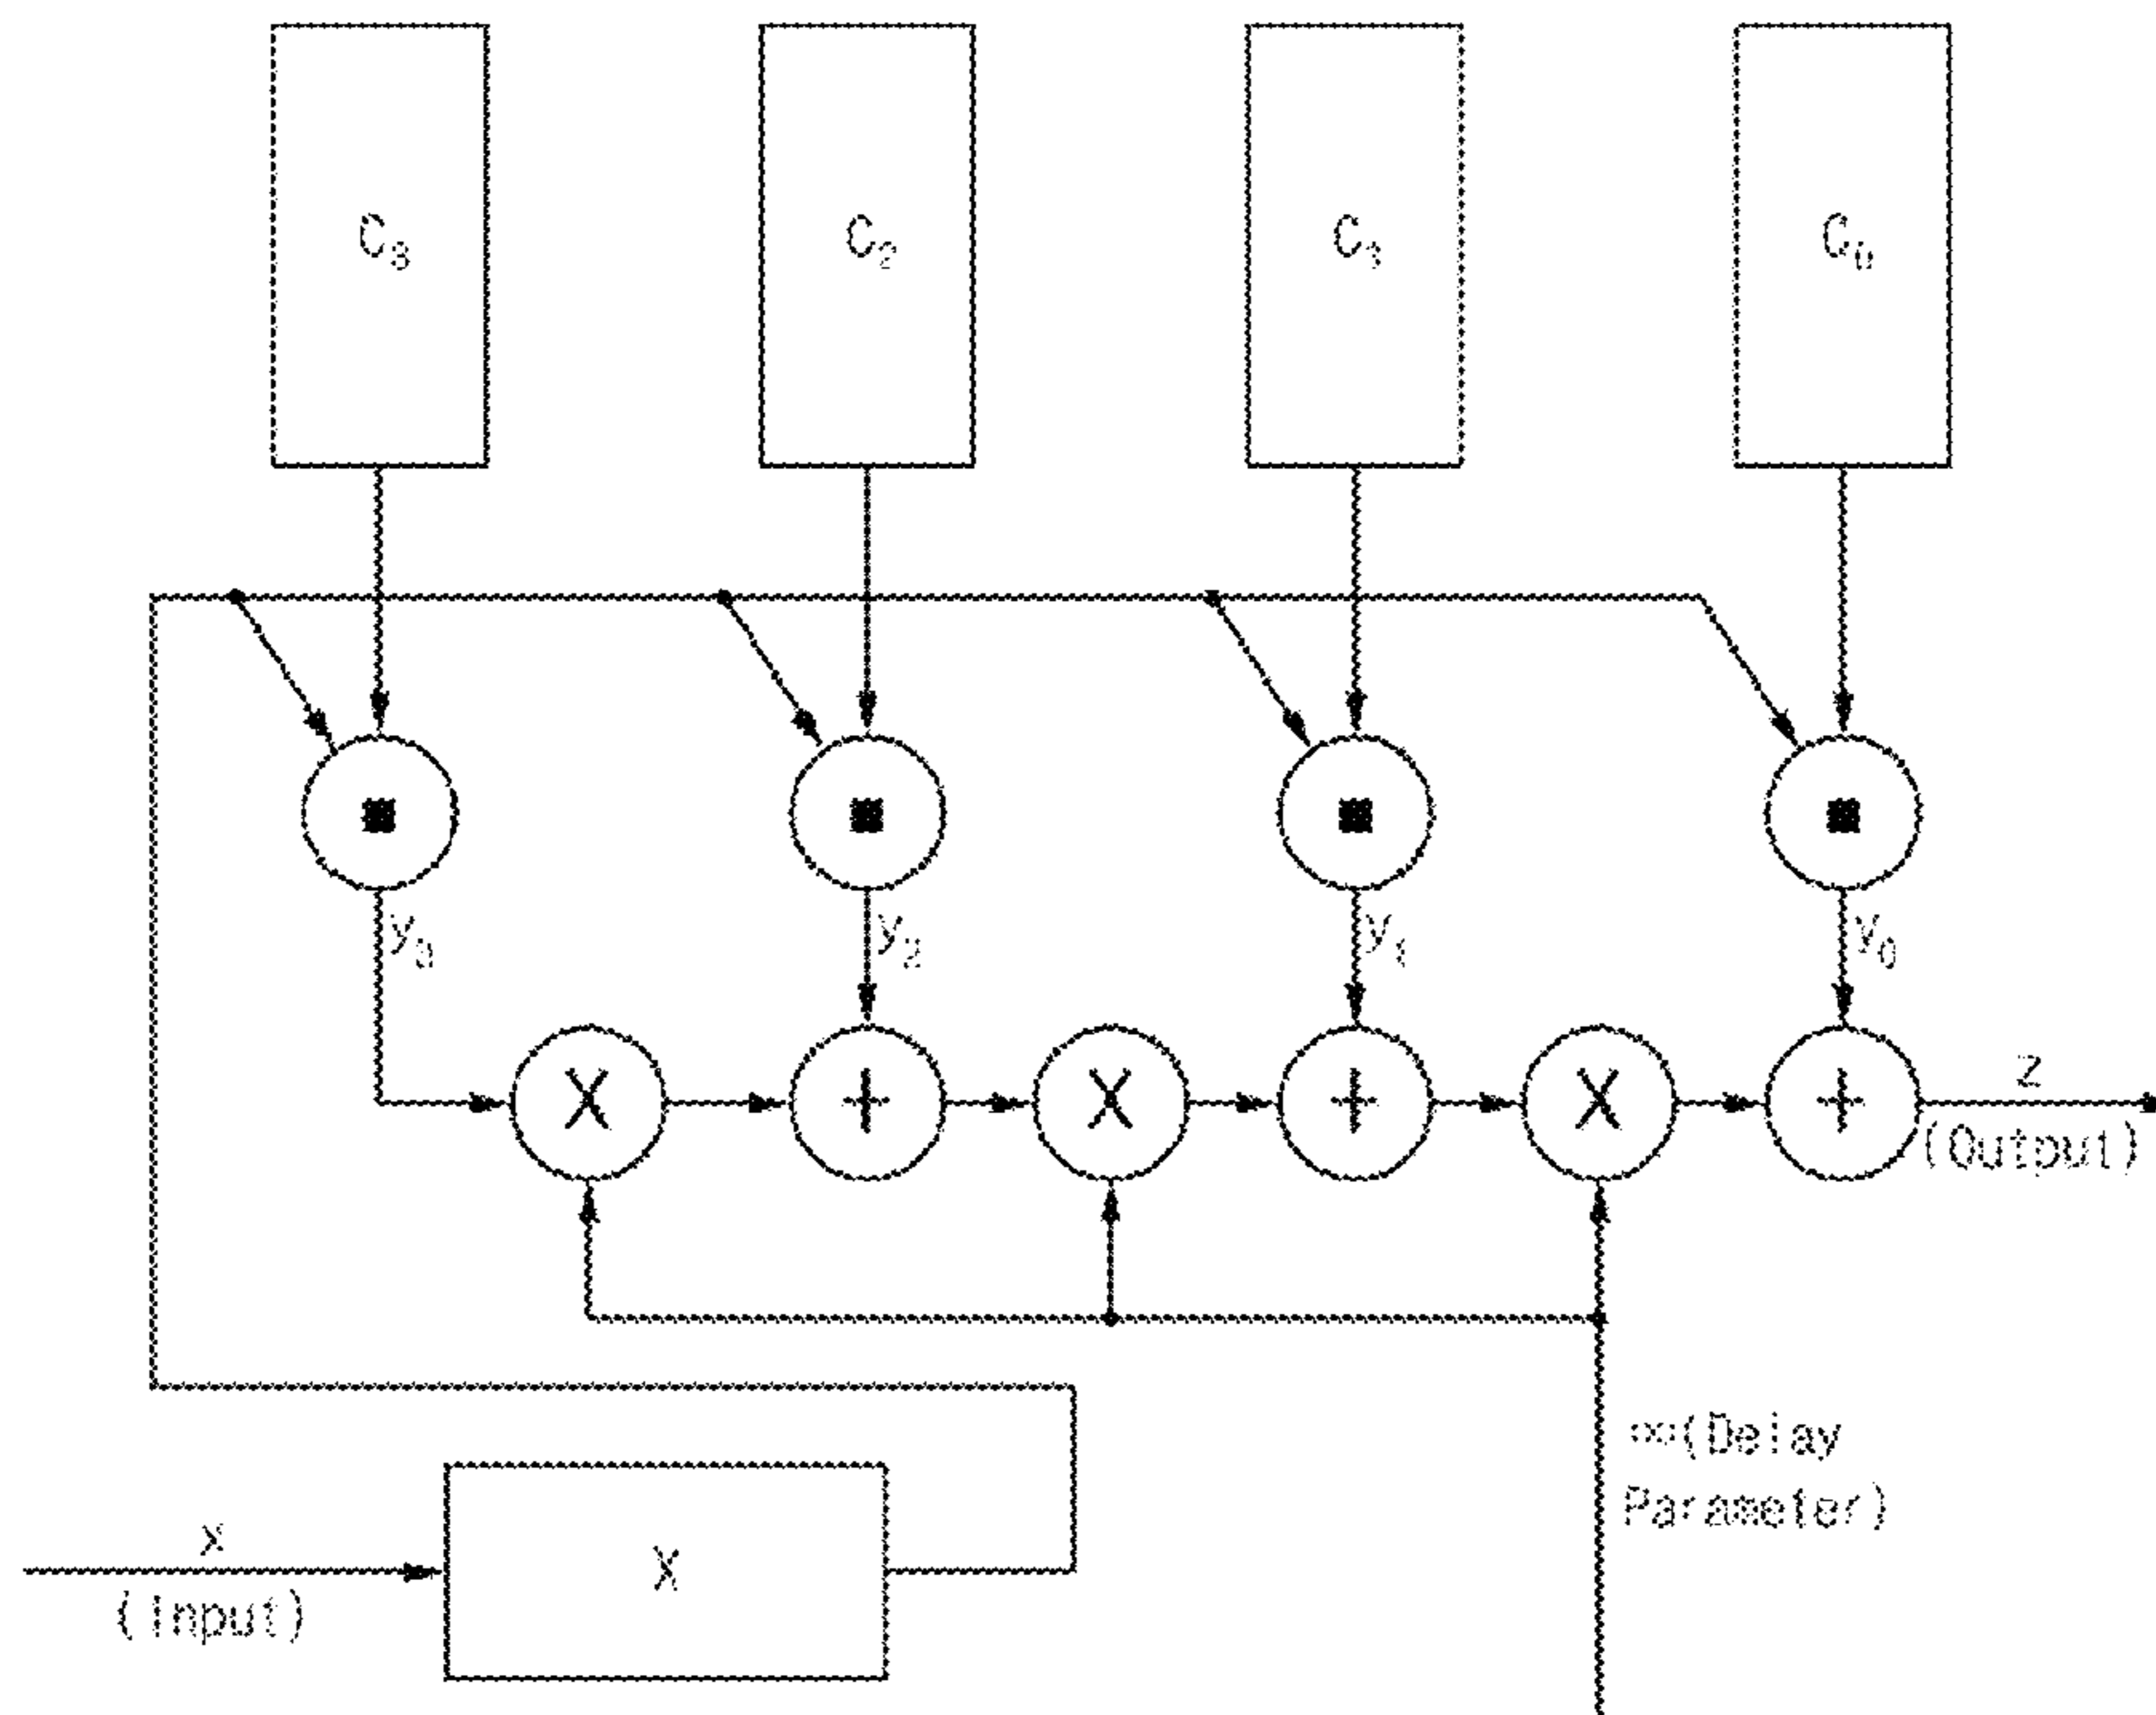 C₃
C₂
C₁
C₀
y₃
y₂
y₁
y₀
X
+
X
+
X
+
z
(Output)
∝(Delay
Parameter)
x
(Input)
X